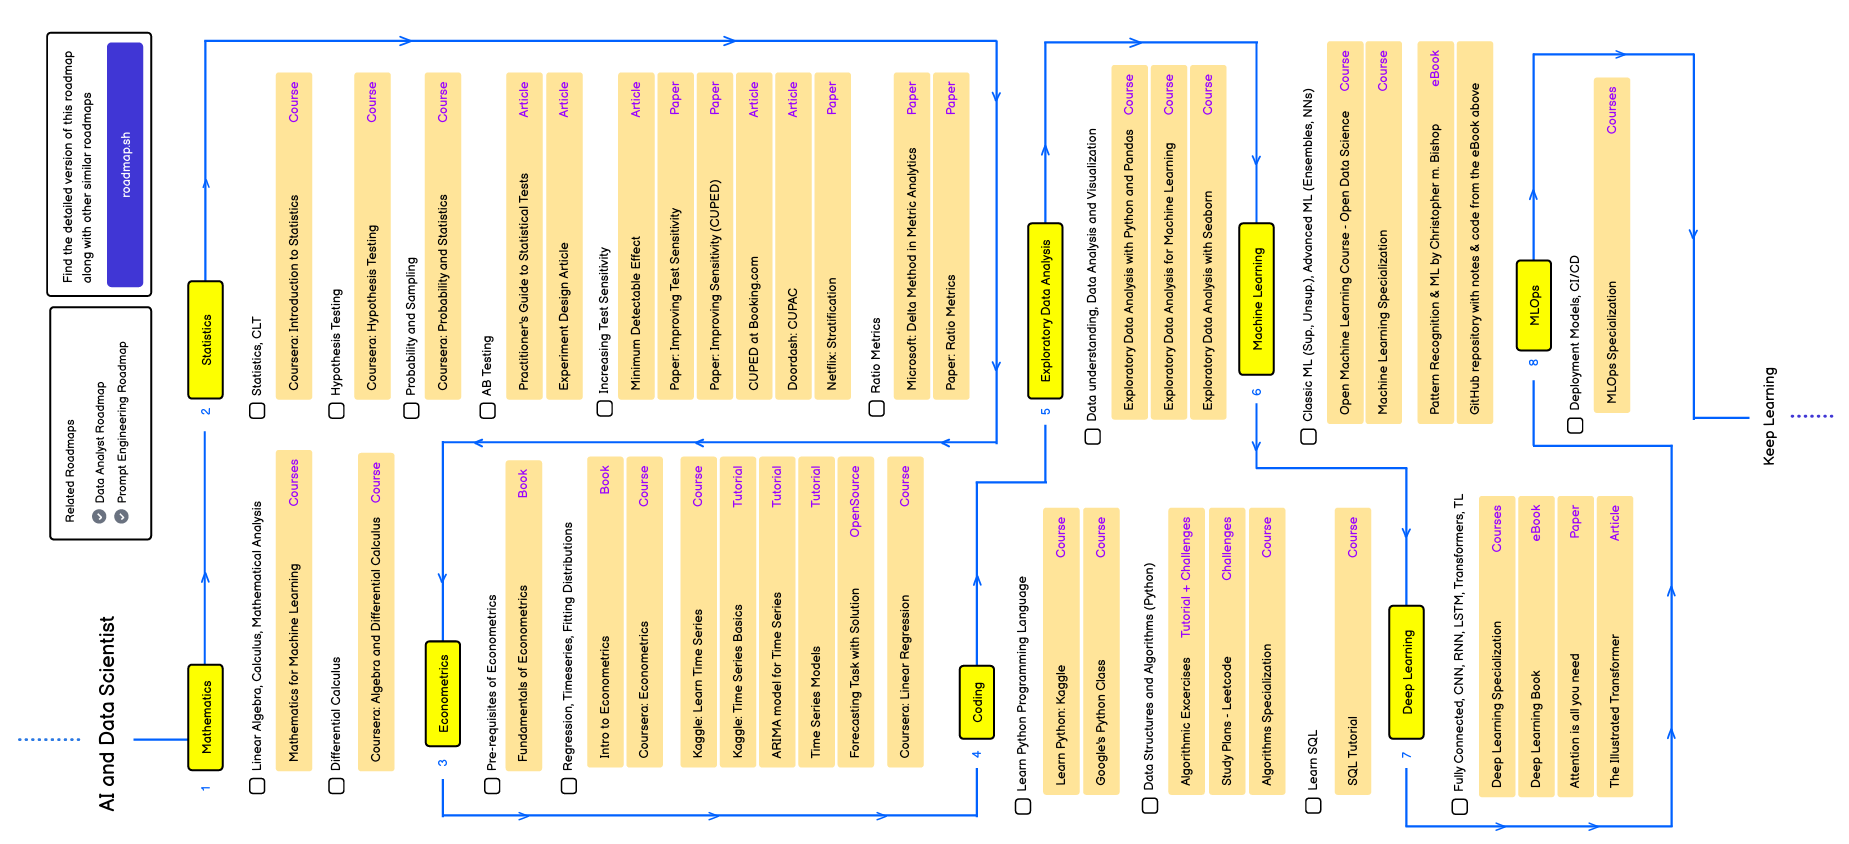 AI and Data Scientist
Related Roadmaps
Data Analyst Roadmap
Prompt Engineering Roadmap
Find the detailed version of this roadmap
along with other similar roadmaps
roadmap.sh
1
Mathematics
Linear Algebra, Calculus, Mathematical Analysis
Mathematics for Machine Learning Courses
Differential Calculus
Coursera: Algebra and Differential Calculus Course
2
Statistics
Statistics, CLT
Coursera: Introduction to Statistics Course
Hypothesis Testing
Coursera: Hypothesis Testing Course
Probability and Sampling
Coursera: Probability and Statistics Course
AB Testing
Practitioner's Guide to Statistical Tests Article
Experiment Design Article Article
Increasing Test Sensitivity
Minimum Detectable Effect Article
Paper: Improving Test Sensitivity Paper
Paper: Improving Sensitivity (CUPED) Paper
CUPED at Booking.com Article
Doordash: CUPAC Article
Netflix: Stratification Paper
Ratio Metrics
Microsoft: Delta Method in Metric Analytics Paper
Paper: Ratio Metrics Paper
3
Econometrics
Pre-requisites of Econometrics
Fundamentals of Econometrics Book
Regression, Timeseries, Fitting Distributions
Intro to Econometrics Book
Coursera: Econometrics Course
Kaggle: Learn Time Series Course
Kaggle: Time Series Basics Tutorial
ARIMA model for Time Series Tutorial
Time Series Models Tutorial
Forecasting Task with Solution OpenSource
Coursera: Linear Regression Course
4
Coding
Learn Python Programming Language
Learn Python: Kaggle Course
Google's Python Class Course
Data Structures and Algorithms (Python)
Algorithmic Exercises Tutorial + Challenges
Study Plans - Leetcode Challenges
Algorithms Specialization Course
Learn SQL
SQL Tutorial Course
5
Exploratory Data Analysis
Data understanding, Data Analysis and Visualization
Exploratory Data Analysis with Python and Pandas Course
Exploratory Data Analysis for Machine Learning Course
Exploratory Data Analysis with Seaborn Course
6
Machine Learning
Classic ML (Sup., Unsup.), Advanced ML (Ensembles, NNs)
Open Machine Learning Course - Open Data Science Course
Machine Learning Specialization Course
Pattern Recognition & ML by Christopher m. Bishop eBook
GitHub repository with notes & code from the eBook above
7
Deep Learning
Fully Connected, CNN, RNN, LSTM, Transformers, TL
Deep Learning Specialization Courses
Deep Learning Book eBook
Attention is all you need Paper
The Illustrated Transformer Article
8
MLOps
Deployment Models, CI/CD
MLOps Specialization Courses
Keep Learning